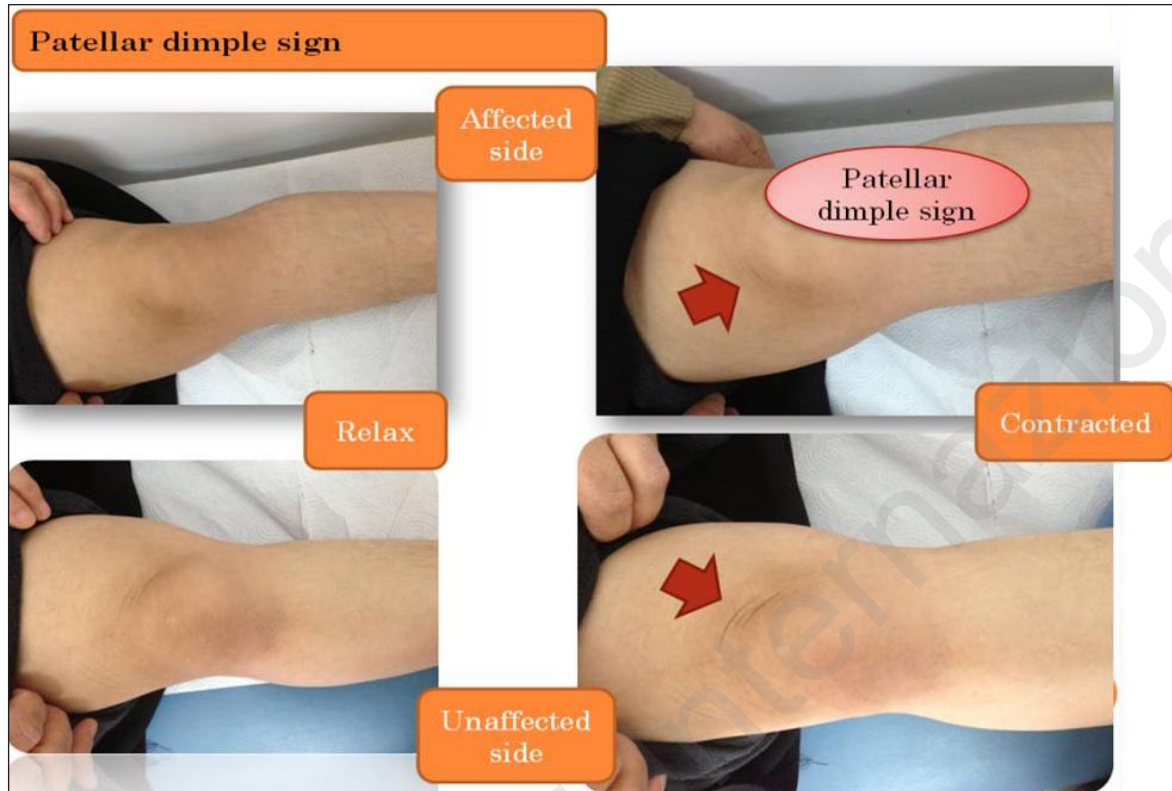 Patellar dimple sign
Affected
side
Patellar
dimple sign
Relax
Contracted
Unaffected
side